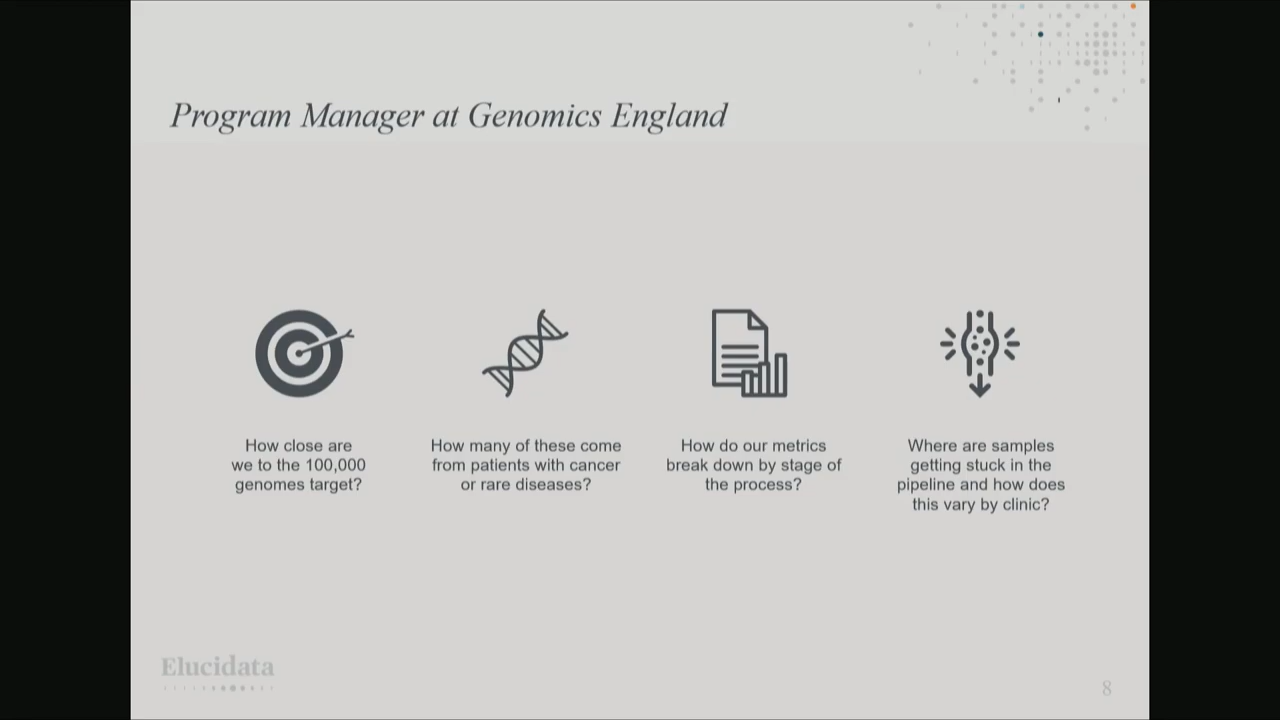 Program Manager at Genomics England
How close are
we to the 100,000
genomes target?
How many of these come
from patients with cancer
or rare diseases?
How do our metrics
break down by stage of
the process?
Where are samples
getting stuck in the
pipeline and how does
this vary by clinic?
Elucidata
8